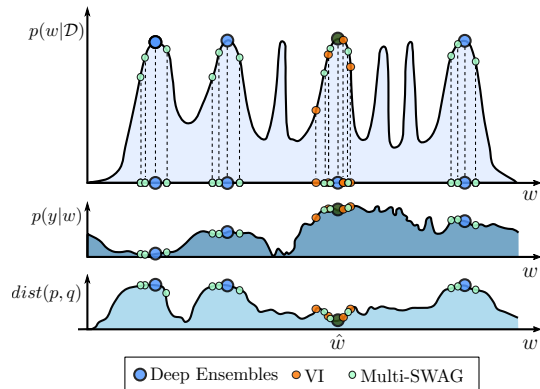 p(w|𝒟)
w
p(y|w)
w
dist(p, q)
ŵ
w
Deep Ensembles
VI
Multi-SWAG